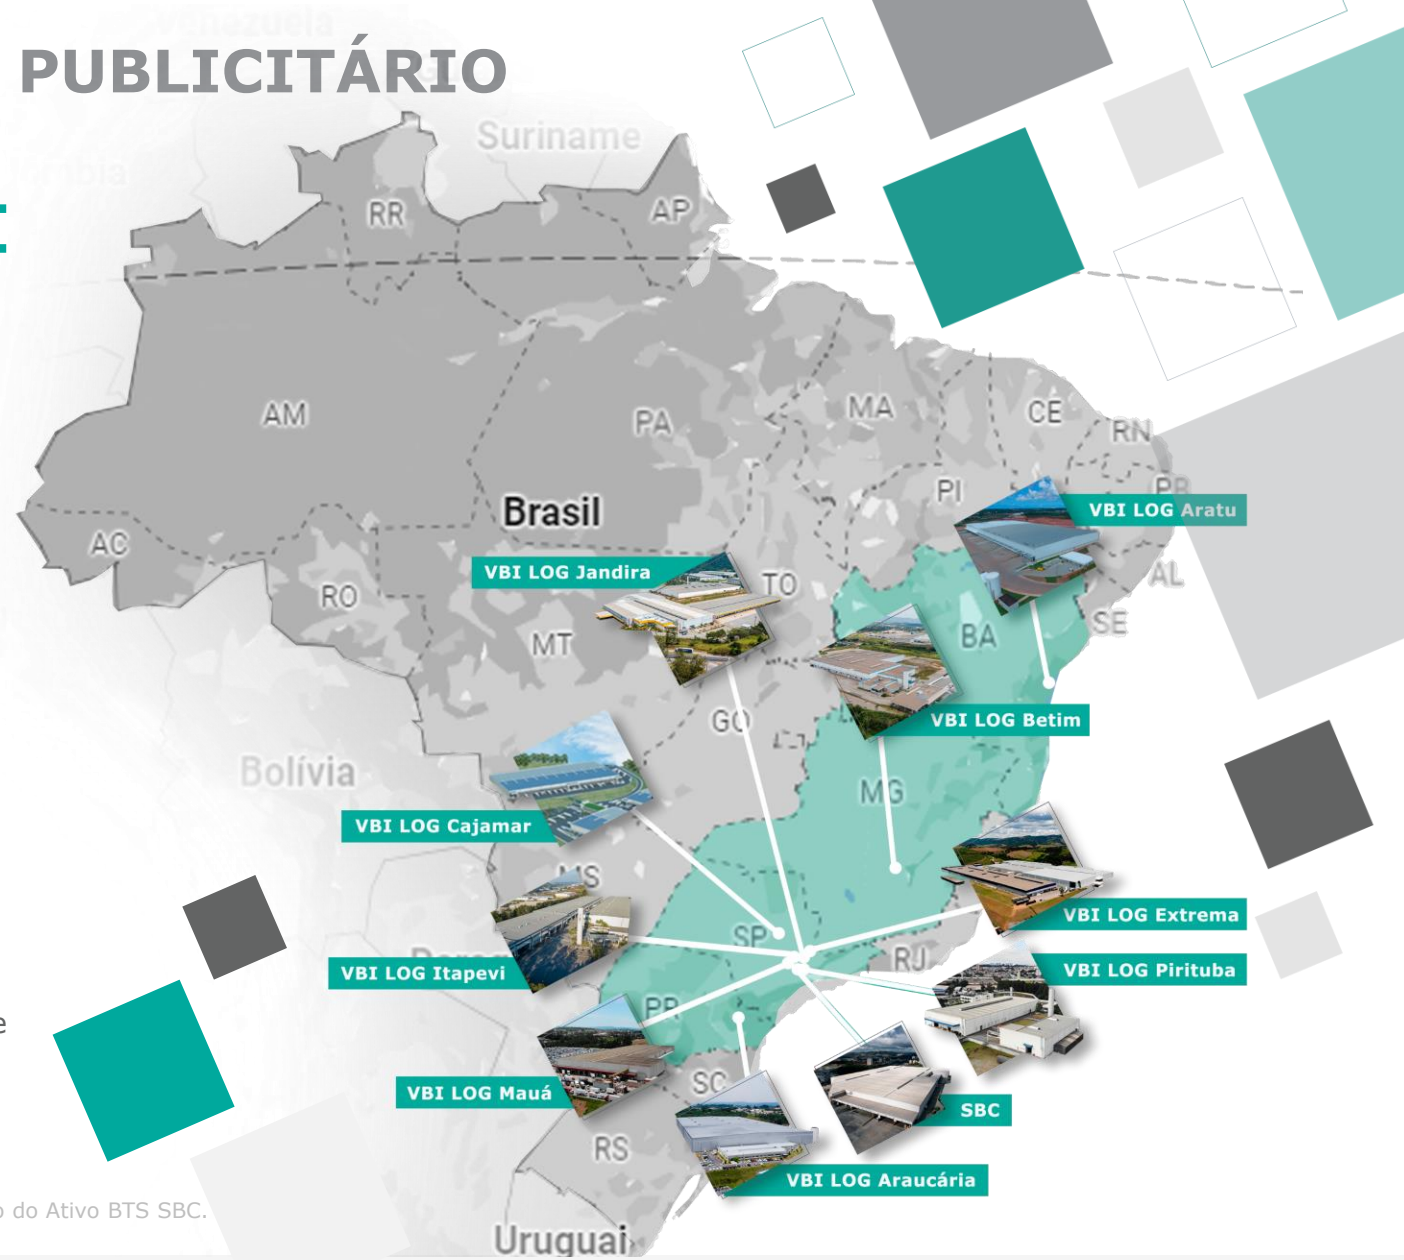 Venezuela
PUBLICITÁRIO
Suriname
RR
AP
AM
PA
MA
CE
RN
PI
PB
VBI LOG Aratu
Brasil
AC
VBI LOG Jandira
TO
AL
RO
SE
BA
MT
GO
VBI LOG Betim
Bolívia
MG
VBI LOG Cajamar
MS
VBI LOG Extrema
SP
RJ
VBI LOG Itapevi
VBI LOG Pirituba
PR
e
SC
VBI LOG Mauá
SBC
RS
VBI LOG Araucária
do Ativo BTS SBC.
Uruguai